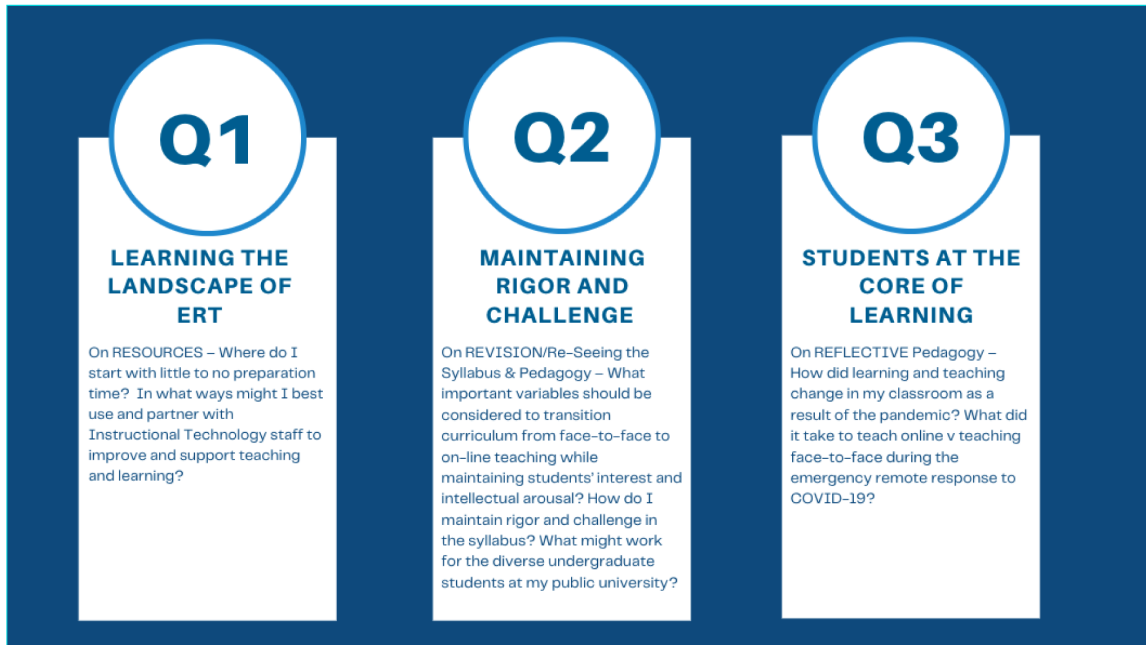 Q1
LEARNING THE
LANDSCAPE OF
ERT
On RESOURCES – Where do I
start with little to no preparation
time?  In what ways might I best
use and partner with
Instructional Technology staff to
improve and support teaching
and learning?
Q2
MAINTAINING
RIGOR AND
CHALLENGE
On REVISION/Re-Seeing the
Syllabus & Pedagogy – What
important variables should be
considered to transition
curriculum from face-to-face to
on-line teaching while
maintaining students' interest and
intellectual arousal? How do I
maintain rigor and challenge in
the syllabus? What might work
for the diverse undergraduate
students at my public university?
Q3
STUDENTS AT THE
CORE OF
LEARNING
On REFLECTIVE Pedagogy –
How did learning and teaching
change in my classroom as a
result of the pandemic? What did
it take to teach online v teaching
face-to-face during the
emergency remote response to
COVID-19?